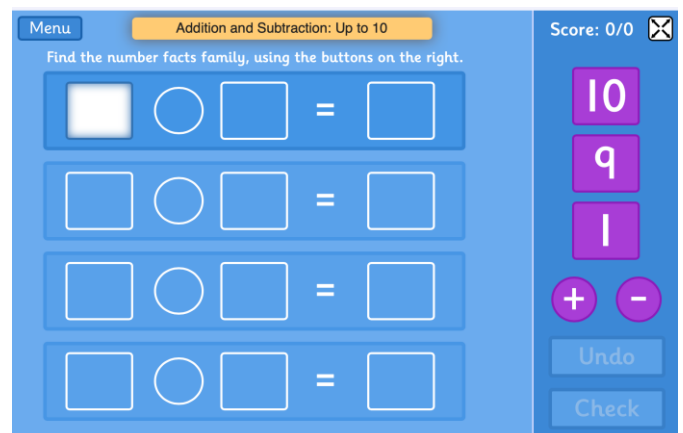 Menu
Addition and Subtraction: Up to 10
Score: 0/0
Find the number facts family, using the buttons on the right.
=
=
=
=
10
9
1
+ -
Undo
Check